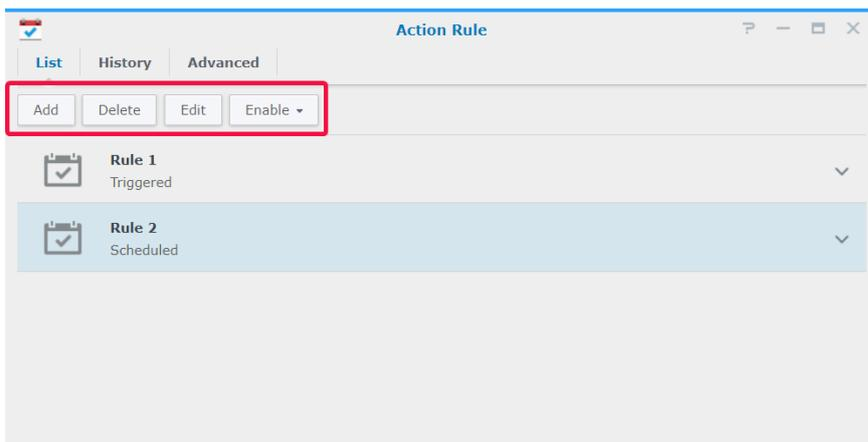 Action Rule
List History Advanced
Add Delete Edit Enable
Rule 1
Triggered
Rule 2
Scheduled